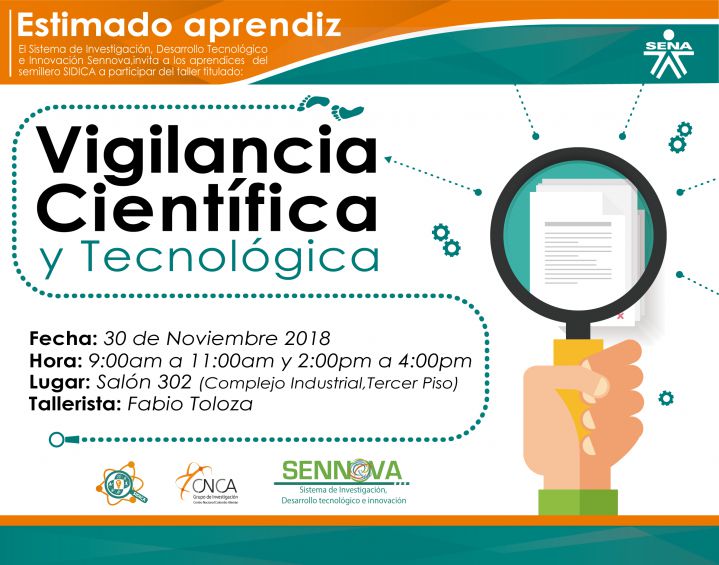 Estimado aprendiz
El Sistema de Investigación, Desarrollo Tecnológico
e Innovación Sennova,invita a los aprendices del
semillero SIDICA a participar del taller titulado:
SENA
Vigilancia
Científica
y Tecnológica
Fecha: 30 de Noviembre 2018
Hora: 9:00am a 11:00am y 2:00pm a 4:00pm
Lugar: Salón 302 (Complejo Industrial,Tercer Piso)
Tallerista: Fabio Toloza
CNCA
Grupo de Investigación
Centro Nacional Colombo Alemán
SENNOVA
Sistema de Investigación,
Desarrollo tecnológico e innovación